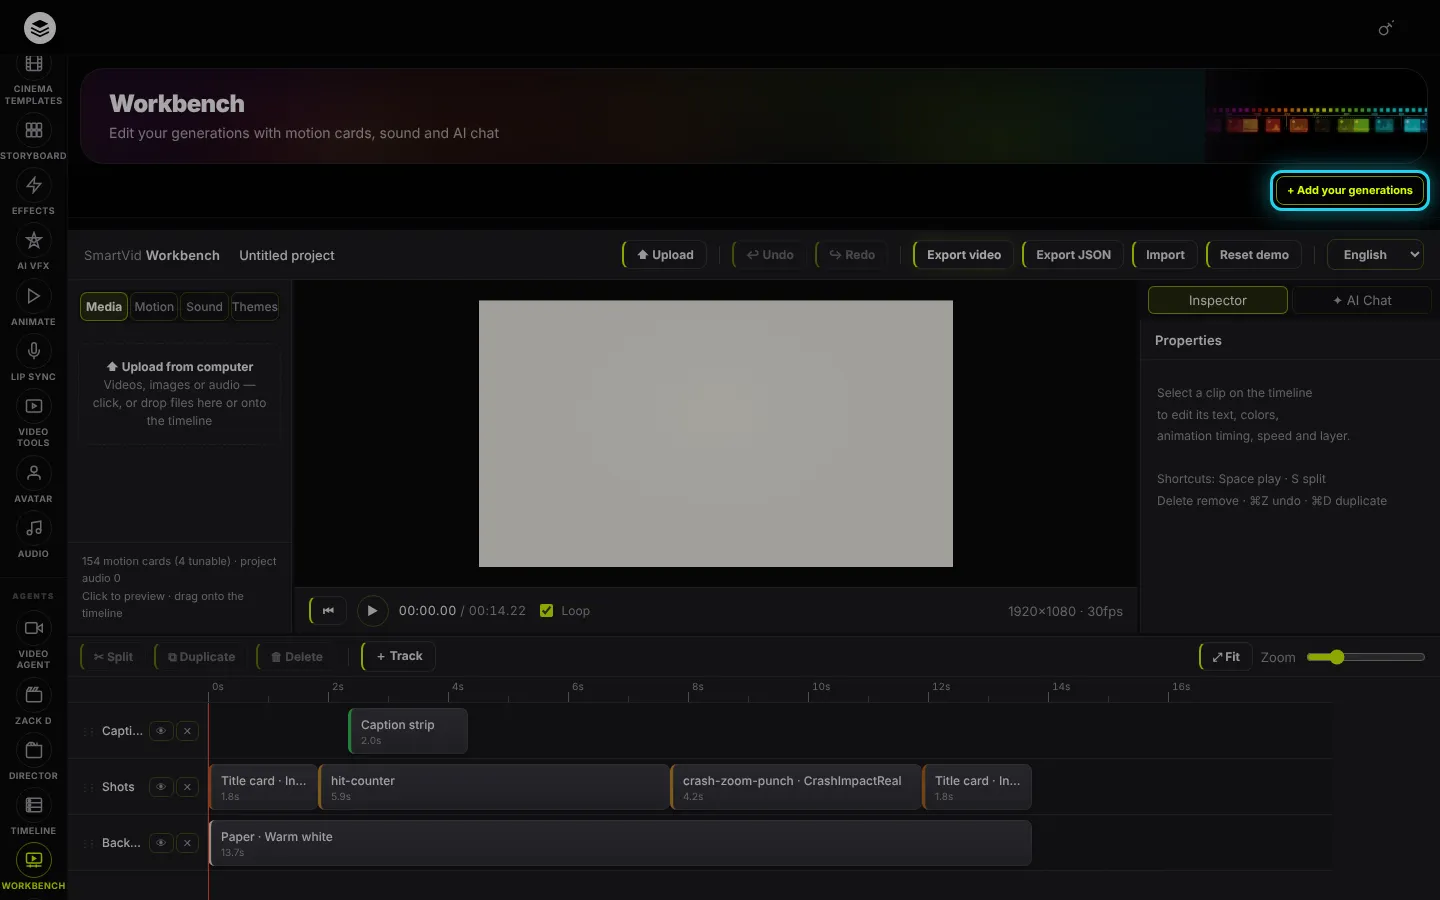 Workbench
Edit your generations with motion cards, sound and AI chat
+ Add your generations
CINEMA
TEMPLATES
STORYBOARD
EFFECTS
AI VFX
ANIMATE
LIP SYNC
VIDEO
TOOLS
AVATAR
AUDIO
AGENTS
VIDEO
AGENT
ZACK D
DIRECTOR
TIMELINE
WORKBENCH
SmartVid Workbench Untitled project Upload Undo Redo Export video Export JSON Import Reset demo English
Media Motion Sound Themes
Upload from computer
Videos, images or audio —
click, or drop files here or onto
the timeline
154 motion cards (4 tunable) · project
audio 0
Click to preview · drag onto the
timeline
00:00.00 / 00:14.22 Loop 1920×1080 · 30fps
Inspector ✦ AI Chat
Properties
Select a clip on the timeline
to edit its text, colors,
animation timing, speed and layer.
Shortcuts: Space play · S split
Delete remove · ⌘Z undo · ⌘D duplicate
Split Duplicate Delete + Track Fit Zoom
0s 2s 4s 6s 8s 10s 12s 14s 16s
Capti... Caption strip
2.0s
Shots Title card · In... hit-counter crash-zoom-punch · CrashImpactReal Title card · In...
1.8s 5.9s 4.2s 1.8s
Back... Paper · Warm white
13.7s